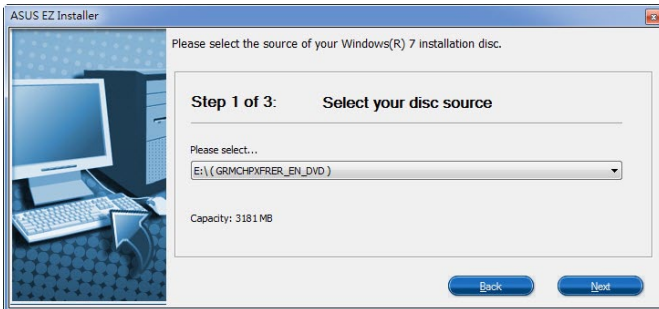 ASUS EZ Installer
Please select the source of your Windows(R) 7 installation disc.
Step 1 of 3: Select your disc source
Please select...
E:\ ( GRMCHPXFRER_EN_DVD )
Capacity: 3181 MB
Back Next